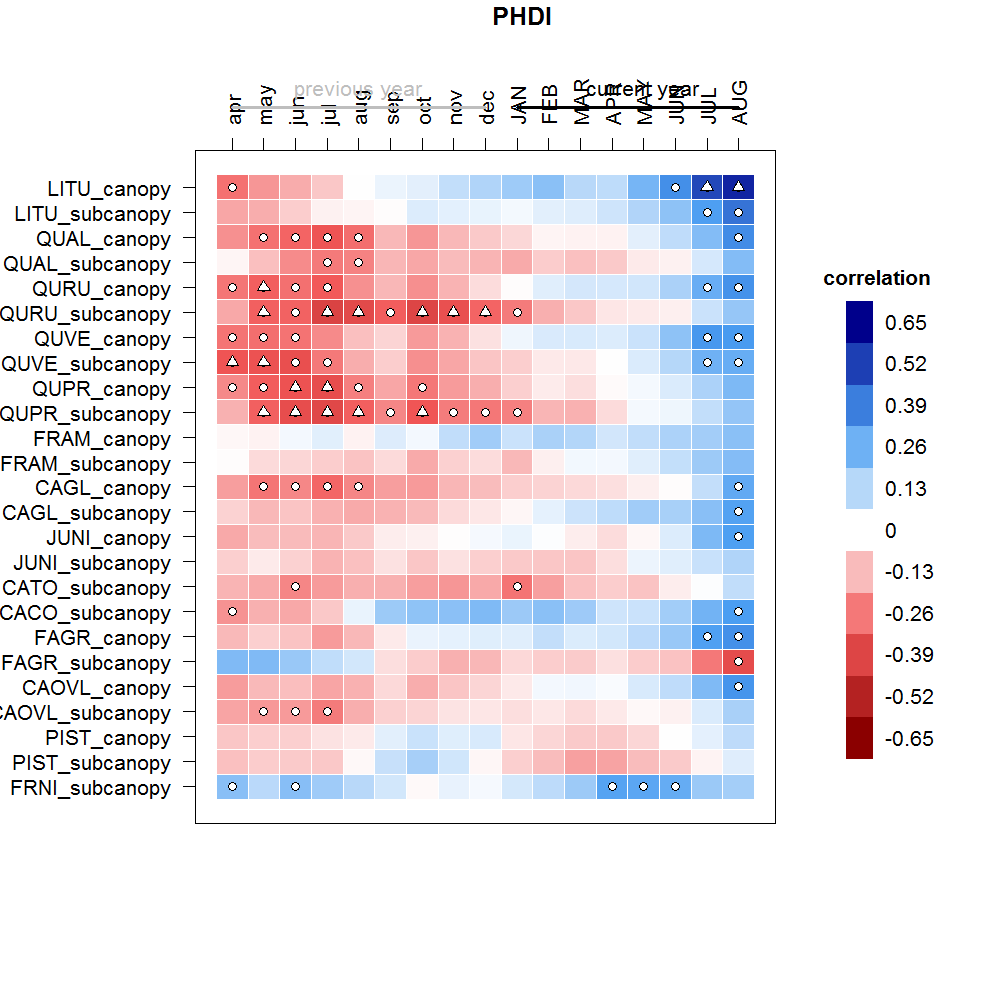 PHDI
previous year
current year
apr may jun jul aug sep oct nov dec JAN FEB MAR APR MAY JUN JUL AUG
LITU_canopy
LITU_subcanopy
QUAL_canopy
QUAL_subcanopy
QURU_canopy
QURU_subcanopy
QUVE_canopy
QUVE_subcanopy
QUPR_canopy
QUPR_subcanopy
FRAM_canopy
FRAM_subcanopy
CAGL_canopy
CAGL_subcanopy
JUNI_canopy
JUNI_subcanopy
CATO_subcanopy
CACO_subcanopy
FAGR_canopy
FAGR_subcanopy
CAOVL_canopy
CAOVL_subcanopy
PIST_canopy
PIST_subcanopy
FRNI_subcanopy
correlation
0.65
0.52
0.39
0.26
0.13
0
-0.13
-0.26
-0.39
-0.52
-0.65